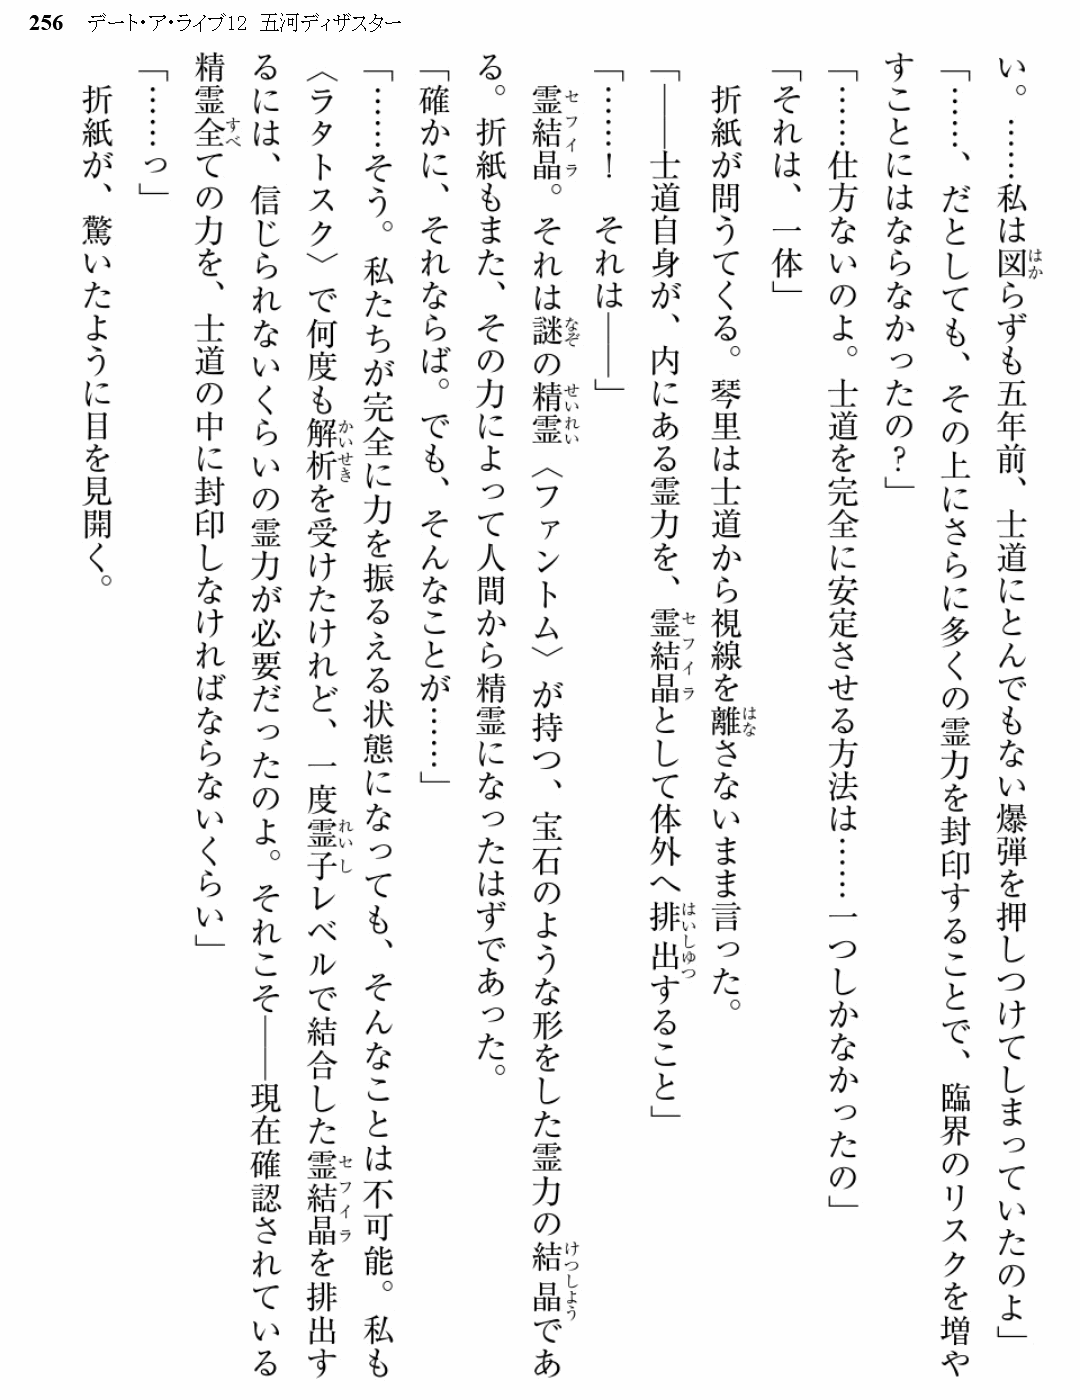 256 デート・ア・ライブ12 五河ディザスター
い。……私は図らずも五年前、士道にとんでもない爆弾を押しつけてしまっていたのよ」
「……、だとしても、その上にさらに多くの霊力を封印することで、臨界のリスクを増や
すことにはならなかったの？」
「……仕方ないのよ。士道を完全に安定させる方法は……一つしかなかったの」
「それは、一体」
折紙が問うてくる。琴里は士道から視線を離さないまま言った。
「――士道自身が、内にある霊力を、霊結晶として体外へ排出すること」
「……！　それは――」
霊結晶。それは謎の精霊〈ファントム〉が持つ、宝石のような形をした霊力の結晶であ
る。折紙もまた、その力によって人間から精霊になったはずであった。
「確かに、それならば。でも、そんなことが……」
「……そう。私たちが完全に力を振るえる状態になっても、そんなことは不可能。私も
〈ラタトスク〉で何度も解析を受けたけれど、一度霊子レベルで結合した霊結晶を排出す
るには、信じられないくらいの霊力が必要だったのよ。それこそ――現在確認されている
精霊全ての力を、士道の中に封印しなければならないくらい」
「……っ」
折紙が、驚いたように目を見開く。